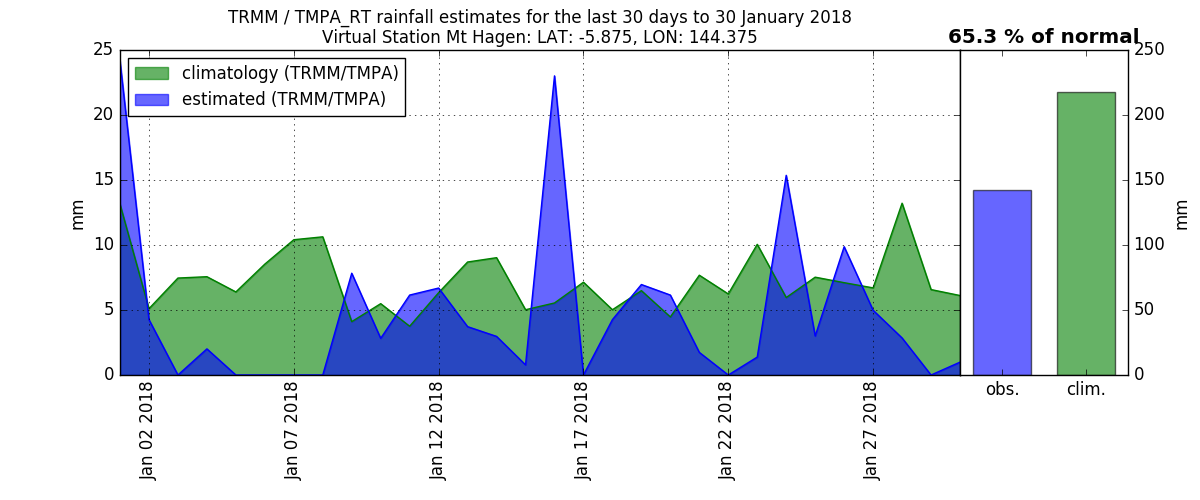 TRMM / TMPA_RT rainfall estimates for the last 30 days to 30 January 2018
Virtual Station Mt Hagen: LAT: -5.875, LON: 144.375
65.3 % of normal
climatology (TRMM/TMPA)
estimated (TRMM/TMPA)
mm
25
20
15
10
5
0
Jan 02 2018
Jan 07 2018
Jan 12 2018
Jan 17 2018
Jan 22 2018
Jan 27 2018
obs.
clim.
250
200
150
100
50
0
mm